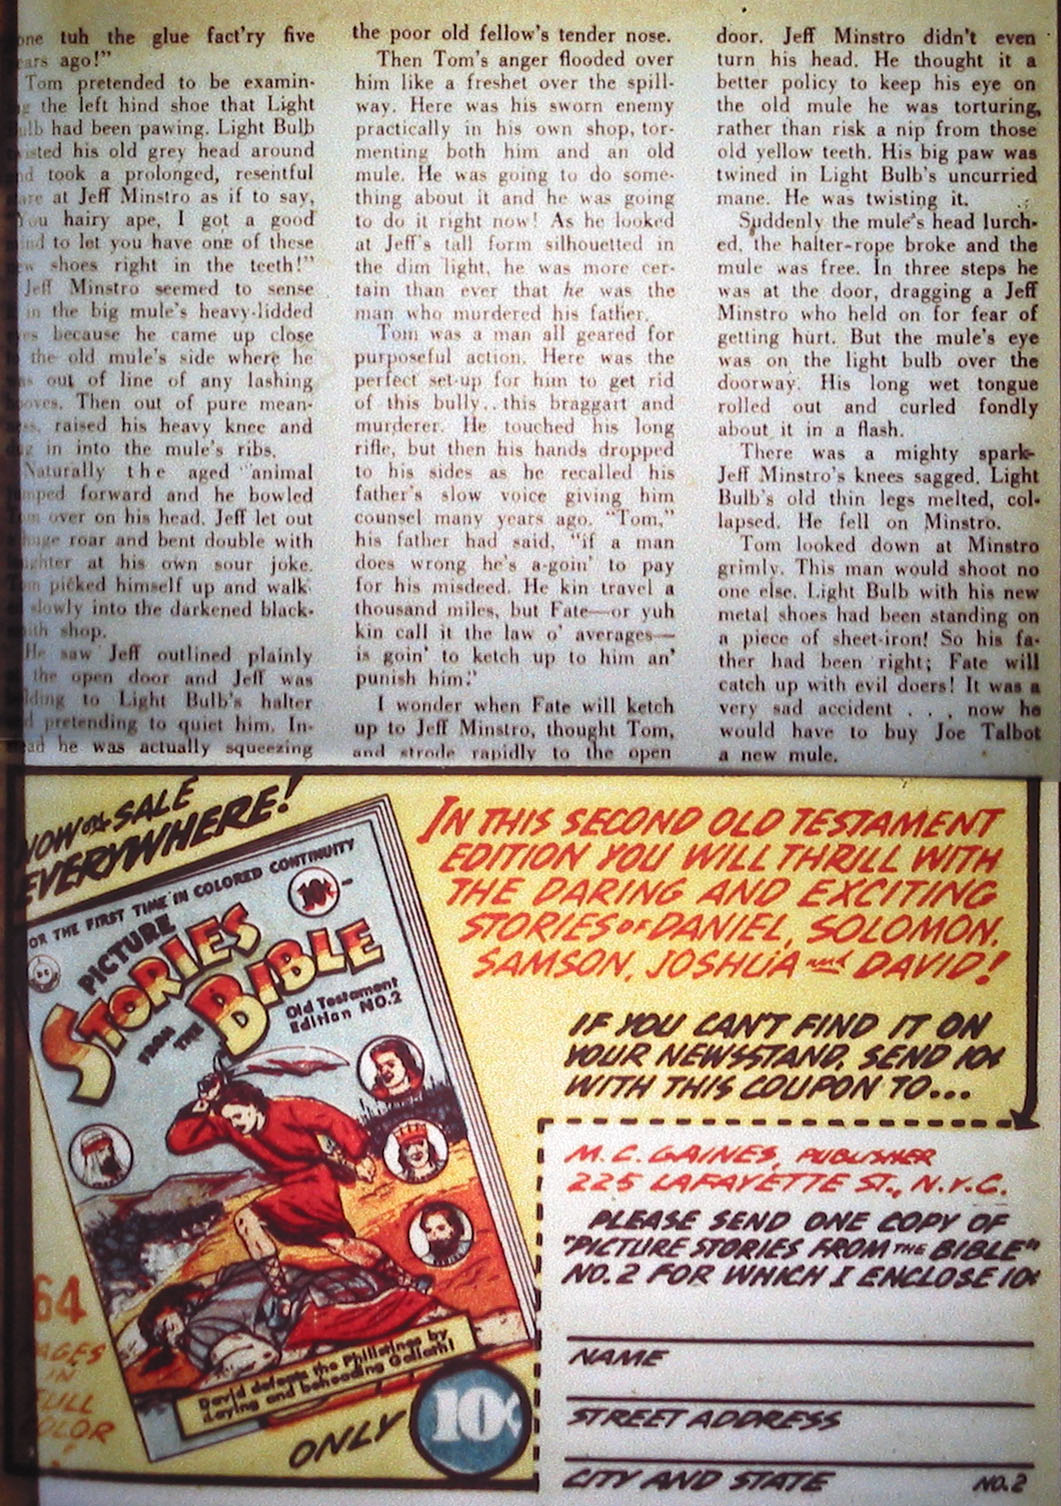 tuh the glue fact'ry five
ago!"
Tom pretended to be examin-
the left hind shoe that Light
had been pawing. Light Bulb
his old grey head around
took a prolonged, resentful
at Jeff Minstro as if to say,
hairy ape, I got a good
to let you have one of these
shoes right in the teeth!"
Jeff Minstro seemed to sense
in the big mule's heavy-lidded
because he came up close
the old mule's side where he
out of line of any lashing
Then out of pure mean-
raised his heavy knee and
in into the mule's ribs.
Naturally the aged animal
forward and he bowled
over on his head. Jeff let out
roar and bent double with
at his own sour joke.
picked himself up and walk-
slowly into the darkened black-
shop.
He saw Jeff outlined plainly
the open door and Jeff was
to Light Bulb's halter
pretending to quiet him. In-
he was actually squeezing
the poor old fellow's tender nose.
Then Tom's anger flooded over
him like a freshet over the spill-
way. Here was his sworn enemy
practically in his own shop, tor-
menting both him and an old
mule. He was going to do some-
thing about it and he was going
to do it right now! As he looked
at Jeff's tall form silhouetted in
the dim light, he was more cer-
tain than ever that he was the
man who murdered his father.
Tom was a man all geared for
purposeful action. Here was the
perfect set-up for him to get rid
of this bully..this braggart and
murderer. He touched his long
rifle, but then his hands dropped
to his sides as he recalled his
father's slow voice giving him
counsel many years ago. "Tom,"
his father had said, "if a man
does wrong he's a-goin' to pay
for his misdeed. He kin travel a
thousand miles, but Fate—or yuh
kin call it the law o' averages—
is goin' to ketch up to him an'
punish him."
I wonder when Fate will ketch
up to Jeff Minstro, thought Tom,
and strode rapidly to the open
door. Jeff Minstro didn't even
turn his head. He thought it a
better policy to keep his eye on
the old mule he was torturing,
rather than risk a nip from those
old yellow teeth. His big paw was
twined in Light Bulb's uncurried
mane. He was twisting it.
Suddenly the mule's head lurch-
ed, the halter-rope broke and the
mule was free. In three steps he
was at the door, dragging a Jeff
Minstro who held on for fear of
getting hurt. But the mule's eye
was on the light bulb over the
doorway. His long wet tongue
rolled out and curled fondly
about it in a flash.
There was a mighty spark-
Jeff Minstro's knees sagged. Light
Bulb's old thin legs melted, col-
lapsed. He fell on Minstro.
Tom looked down at Minstro
grimly. This man would shoot no
one else. Light Bulb with his new
metal shoes had been standing on
a piece of sheet-iron! So his fa-
ther had been right; Fate will
catch up with evil doers! It was a
very sad accident . . . now he
would have to buy Joe Talbot
a new mule.
NOW ON SALE
EVERYWHERE!
FOR THE FIRST TIME IN COLORED CONTINUITY
10¢
PICTURE
STORIES
FROM THE
BIBLE
Old Testament
Edition NO.2
David defeats the Philistines by
slaying and beheading Goliath!
64
PAGES
IN
FULL
COLOR
!
ONLY 10¢
IN THIS SECOND OLD TESTAMENT
EDITION YOU WILL THRILL WITH
THE DARING AND EXCITING
STORIES OF DANIEL, SOLOMON,
SAMSON, JOSHUA and DAVID!
IF YOU CAN'T FIND IT ON
YOUR NEWSSTAND, SEND 10¢
WITH THIS COUPON TO...
M.C. GAINES, PUBLISHER
225 LAFAYETTE ST., N.Y.C.
PLEASE SEND ONE COPY OF
"PICTURE STORIES FROM THE BIBLE"
NO. 2 FOR WHICH I ENCLOSE 10¢
NAME
STREET ADDRESS
CITY AND STATE NO.2